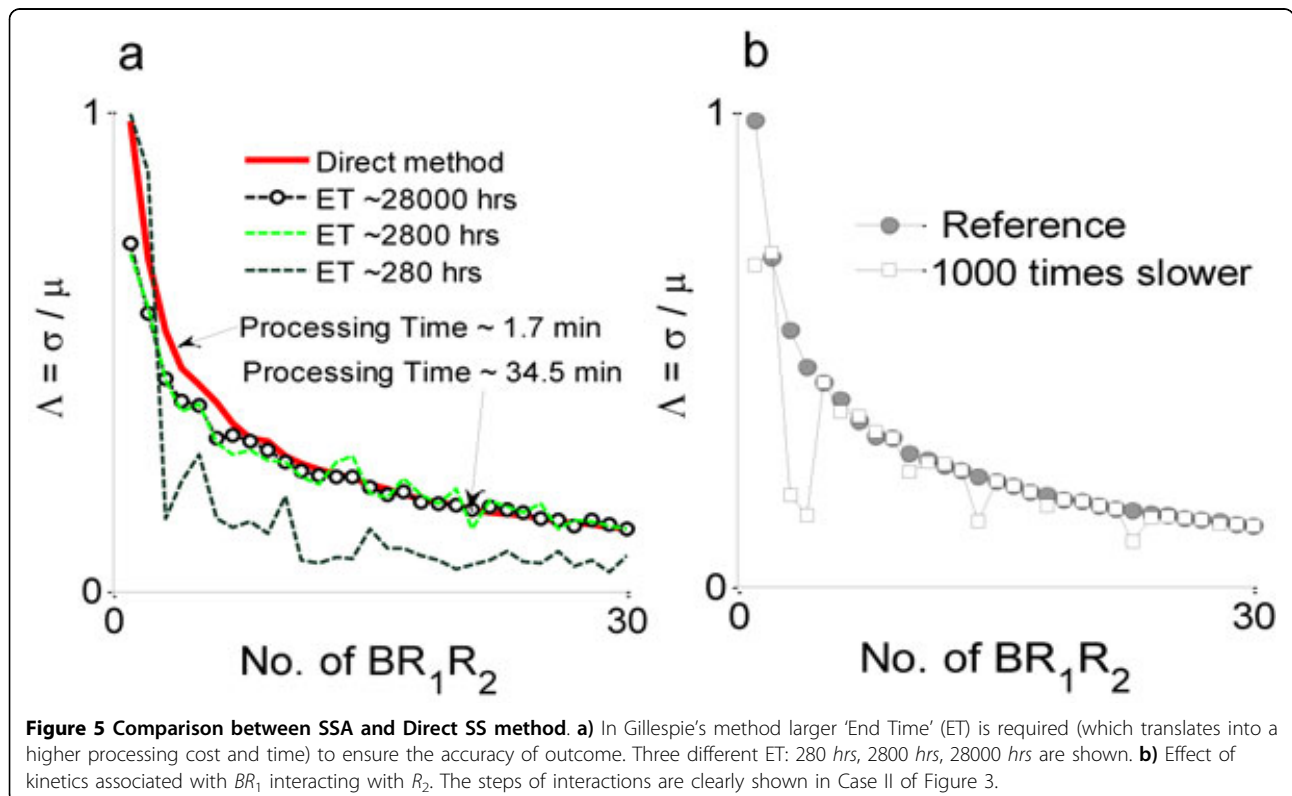 a
1
Direct method
ET ~28000 hrs
ET ~2800 hrs
ET ~280 hrs
Processing Time ~ 1.7 min
Processing Time ~ 34.5 min
Λ = σ / μ
0
0
30
No. of BR₁R₂
b
1
Reference
1000 times slower
Λ = σ / μ
0
0
30
No. of BR₁R₂
Figure 5 Comparison between SSA and Direct SS method. a) In Gillespie's method larger 'End Time' (ET) is required (which translates into a
higher processing cost and time) to ensure the accuracy of outcome. Three different ET: 280 hrs, 2800 hrs, 28000 hrs are shown. b) Effect of
kinetics associated with BR₁ interacting with R₂. The steps of interactions are clearly shown in Case II of Figure 3.